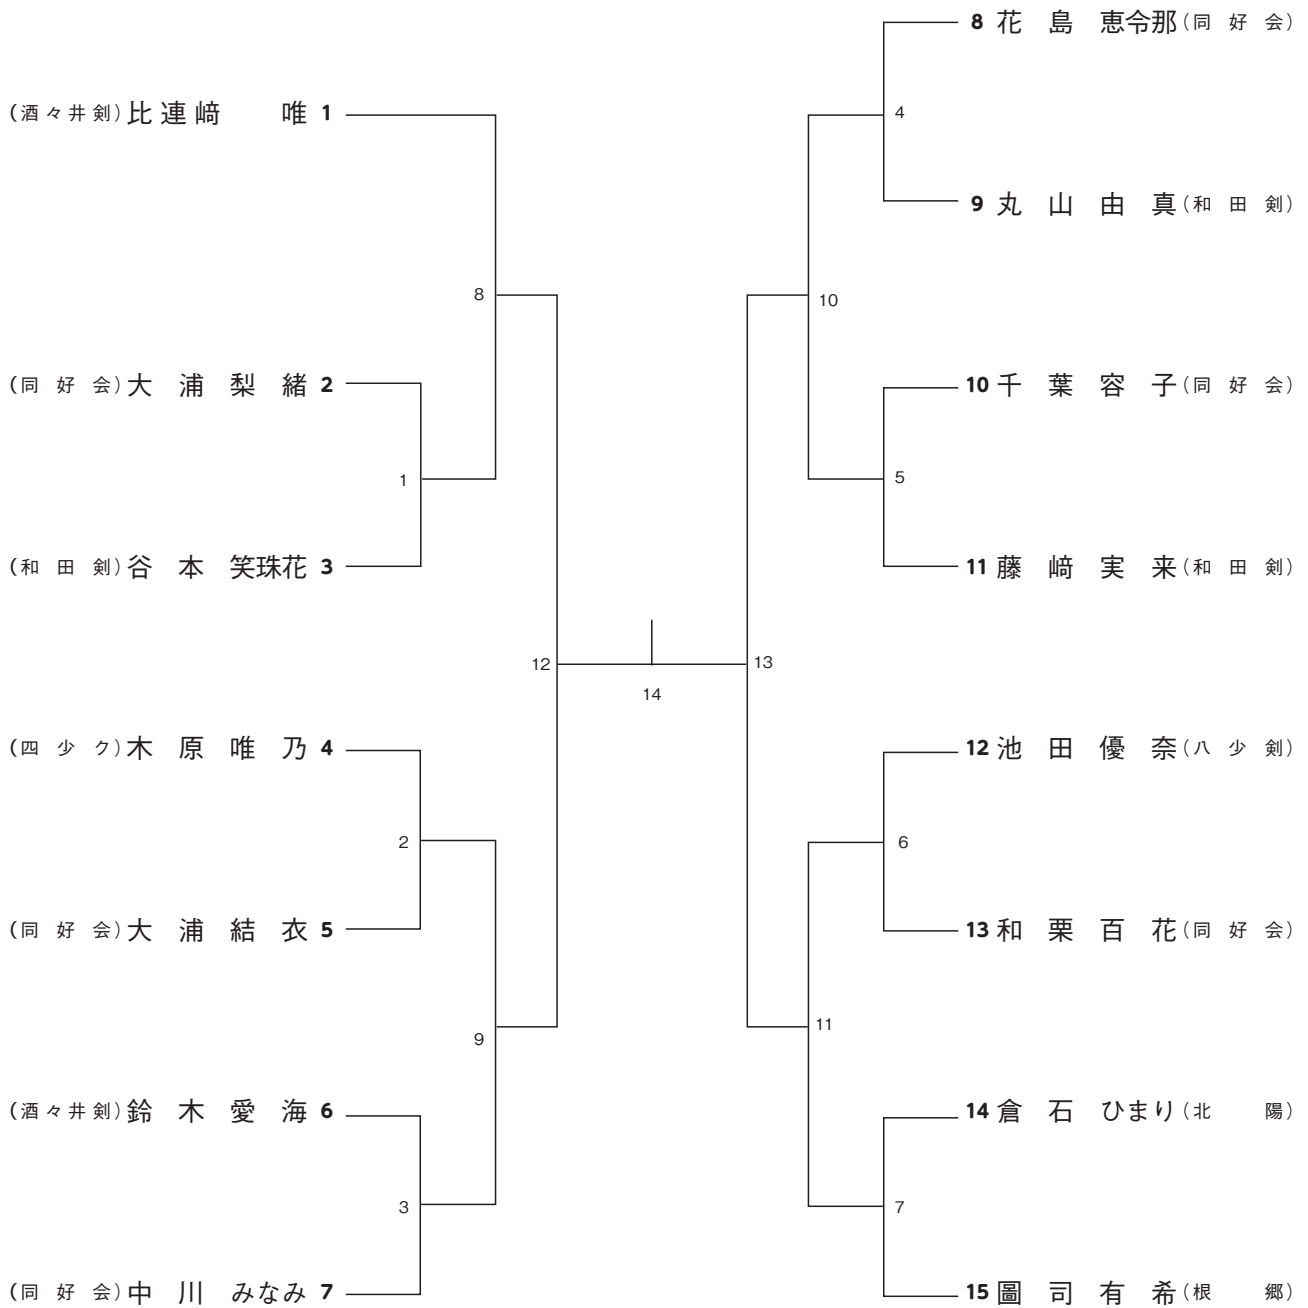 (酒々井剣) 比連﨑 唯 1
8
(同好会) 大浦梨緒 2
1
(和田剣) 谷本笑珠花 3
12
(四少ク) 木原唯乃 4
2
(同好会) 大浦結衣 5
9
(酒々井剣) 鈴木愛海 6
3
(同好会) 中川みなみ 7
14
8 花島恵令那 (同好会)
4
9 丸山由真 (和田剣)
10
10 千葉容子 (同好会)
5
11 藤﨑実来 (和田剣)
13
12 池田優奈 (八少剣)
6
13 和栗百花 (同好会)
11
14 倉石ひまり (北陽)
7
15 圖司有希 (根郷)